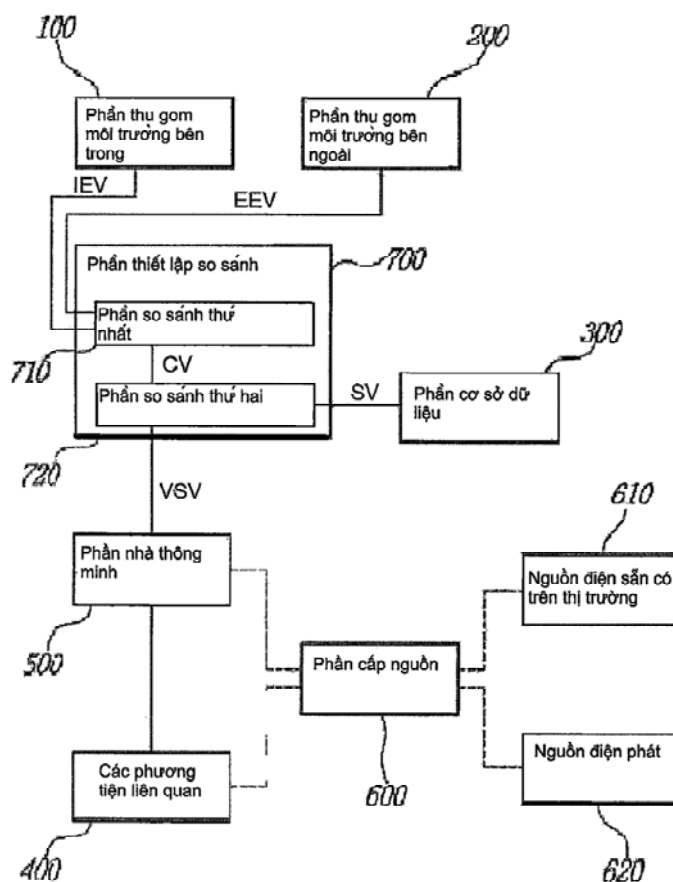 100
200
Phần thu gom
môi trường bên
trong
Phần thu gom
môi trường bên
ngoài
IEV
EEV
Phần thiết lập so sánh
700
Phần so sánh thứ
nhất
710
CV
300
Phần so sánh thứ hai
SV
Phần cơ sở dữ
liệu
720
VSV
610
Phần nhà thông
minh
Nguồn điện sẵn có
trên thị trường
500
Phần cấp nguồn
600
Các phương
tiện liên quan
Nguồn điện phát
400
620